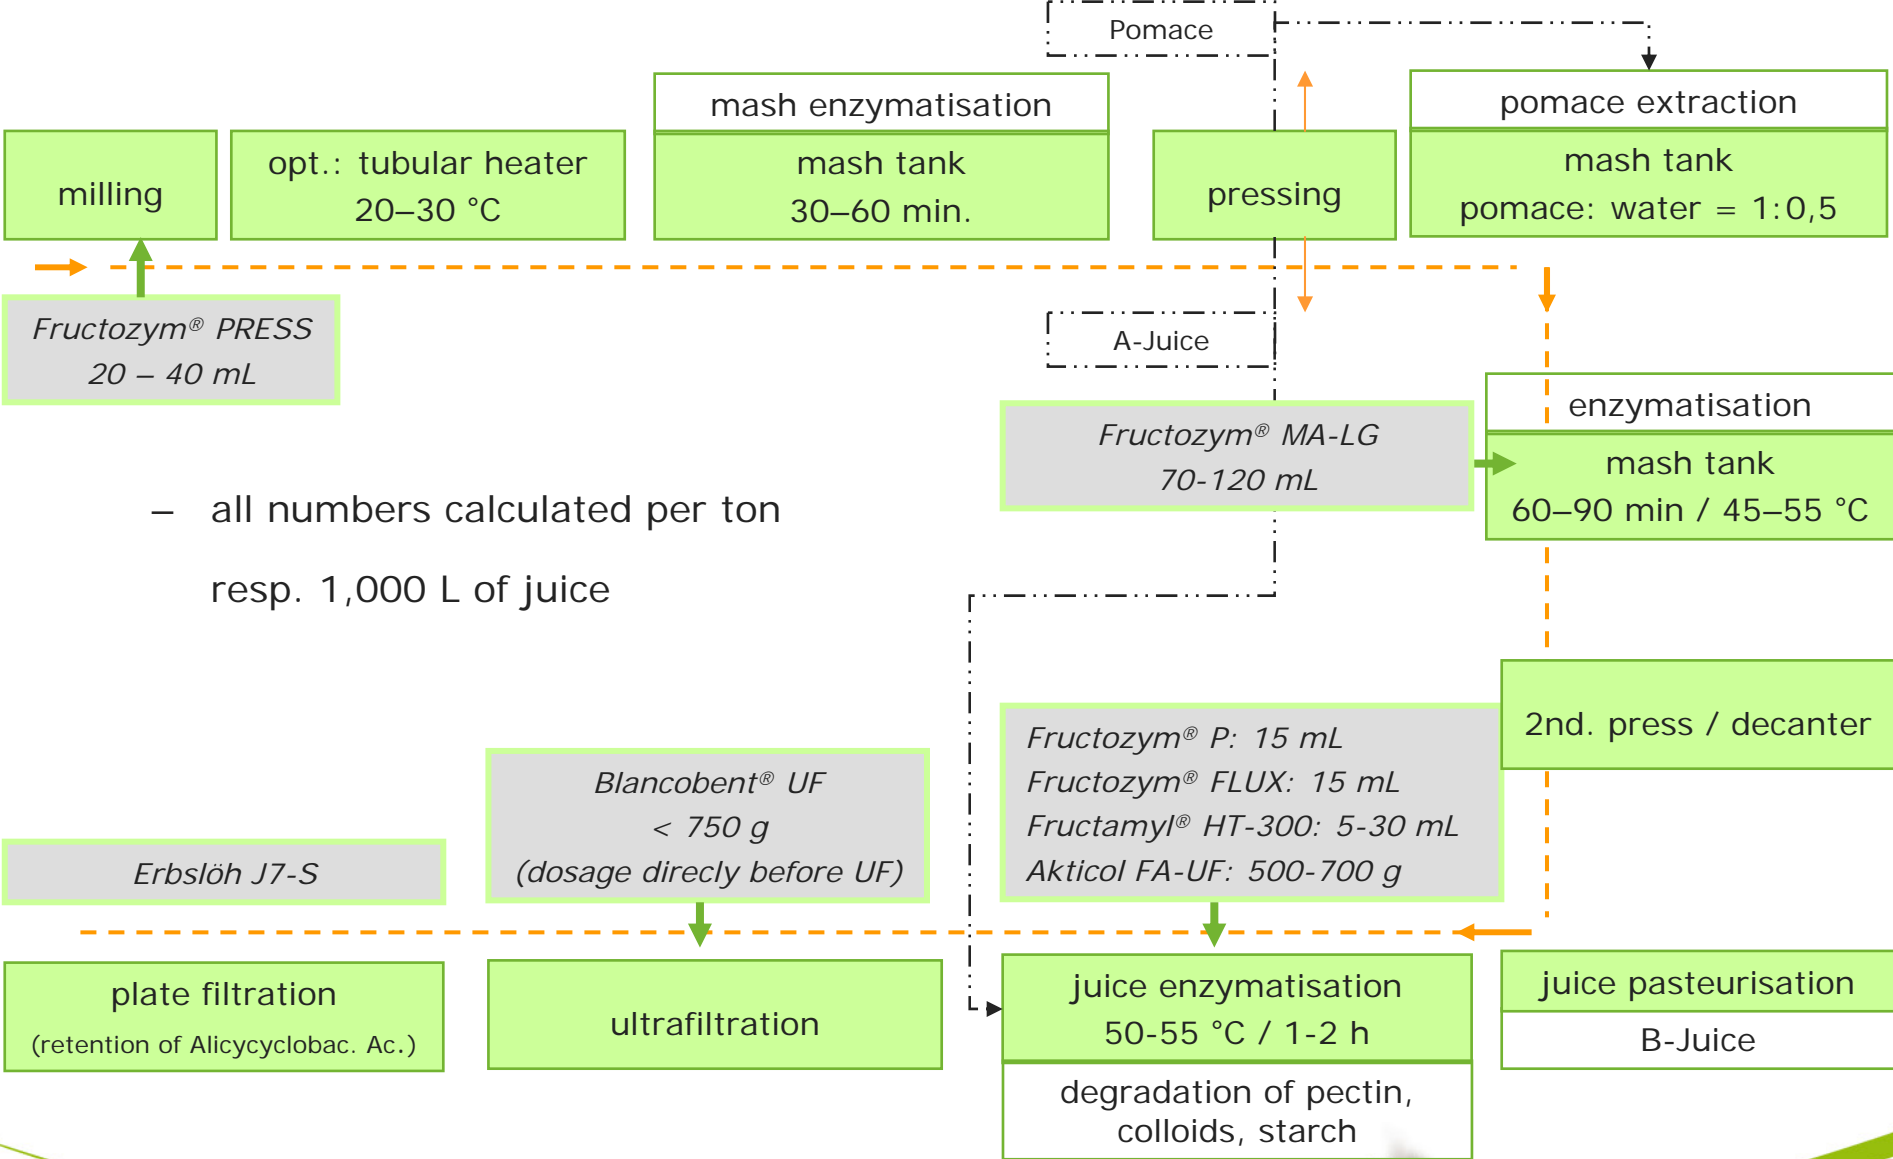 Pomace
mash enzymatisation
pomace extraction
milling
opt.: tubular heater
20–30 °C
mash tank
30–60 min.
pressing
mash tank
pomace: water = 1:0,5
Fructozym® PRESS
20 – 40 mL
A-Juice
Fructozym® MA-LG
70-120 mL
enzymatisation
mash tank
60–90 min / 45–55 °C
– all numbers calculated per ton
resp. 1,000 L of juice
2nd. press / decanter
Fructozym® P: 15 mL
Fructozym® FLUX: 15 mL
Fructamyl® HT-300: 5-30 mL
Akticol FA-UF: 500-700 g
Blancobent® UF
< 750 g
(dosage direcly before UF)
Erbslöh J7-S
plate filtration
(retention of Alicycyclobac. Ac.)
ultrafiltration
juice enzymatisation
50-55 °C / 1-2 h
degradation of pectin,
colloids, starch
juice pasteurisation
B-Juice